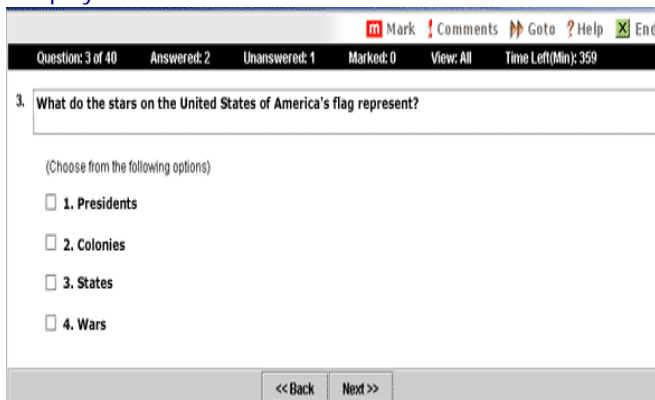 m Mark ! Comments Goto ? Help X End
Question: 3 of 40 Answered: 2 Unanswered: 1 Marked: 0 View: All Time Left(Min): 359
3. What do the stars on the United States of America's flag represent?
(Choose from the following options)
1. Presidents
2. Colonies
3. States
4. Wars
<< Back Next >>